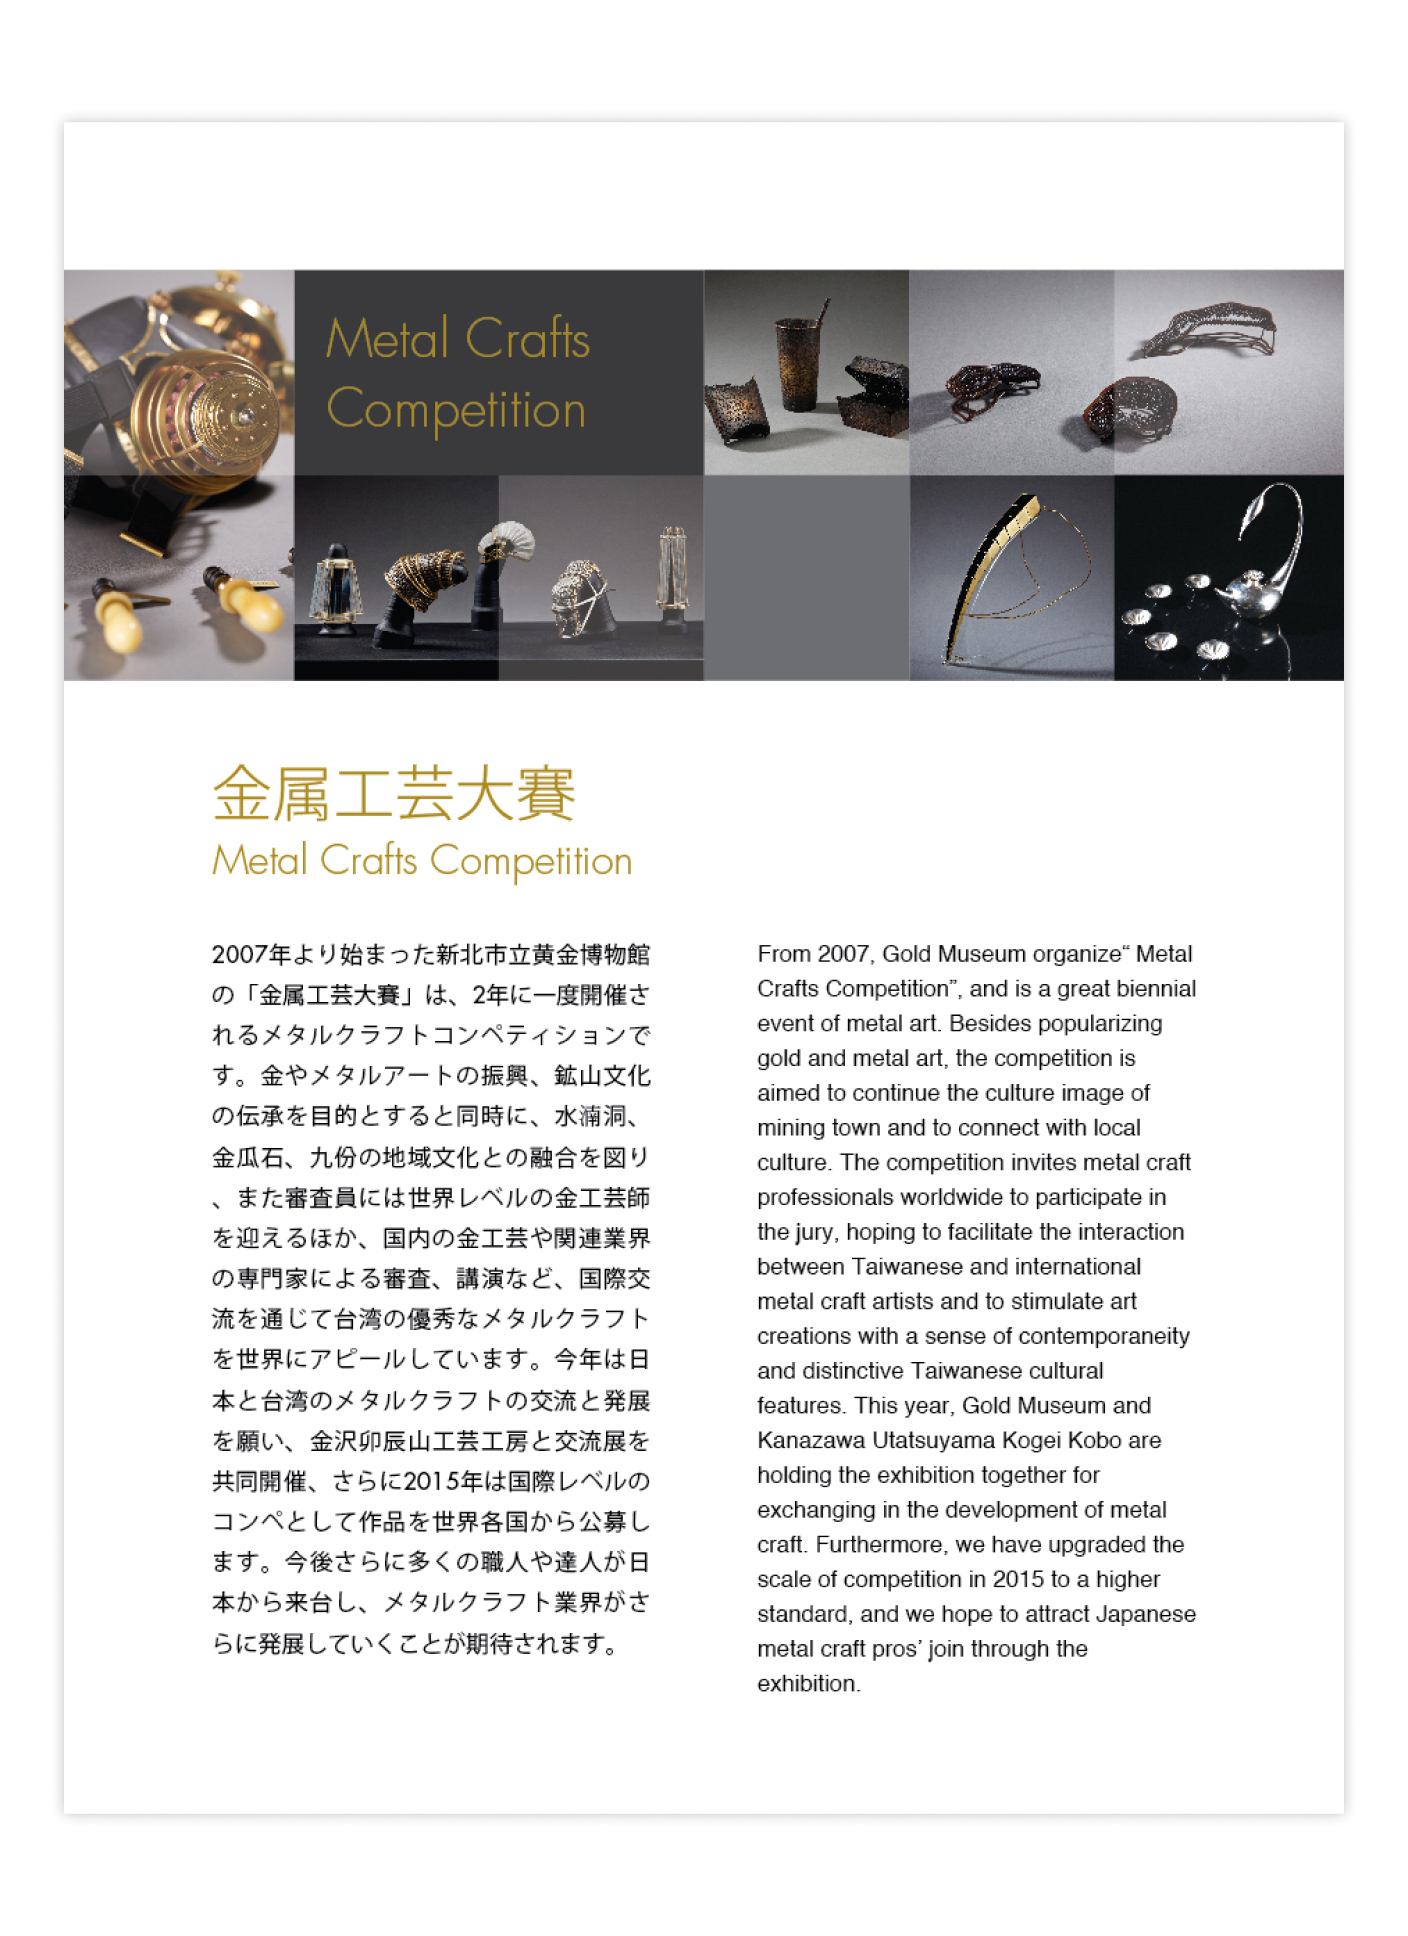 Metal Crafts
Competition
金属工芸大賽
Metal Crafts Competition
2007年より始まった新北市立黄金博物館
の「金属工芸大賽」は、2年に一度開催さ
れるメタルクラフトコンペティションで
す。金やメタルアートの振興、鉱山文化
の伝承を目的とすると同時に、水湳洞、
金瓜石、九份の地域文化との融合を図り
、また審査員には世界レベルの金工芸師
を迎えるほか、国内の金工芸や関連業界
の専門家による審査、講演など、国際交
流を通じて台湾の優秀なメタルクラフト
を世界にアピールしています。今年は日
本と台湾のメタルクラフトの交流と発展
を願い、金沢卯辰山工芸工房と交流展を
共同開催、さらに2015年は国際レベルの
コンペとして作品を世界各国から公募し
ます。今後さらに多くの職人や達人が日
本から来台し、メタルクラフト業界がさ
らに発展していくことが期待されます。
From 2007, Gold Museum organize“ Metal
Crafts Competition”, and is a great biennial
event of metal art. Besides popularizing
gold and metal art, the competition is
aimed to continue the culture image of
mining town and to connect with local
culture. The competition invites metal craft
professionals worldwide to participate in
the jury, hoping to facilitate the interaction
between Taiwanese and international
metal craft artists and to stimulate art
creations with a sense of contemporaneity
and distinctive Taiwanese cultural
features. This year, Gold Museum and
Kanazawa Utatsuyama Kogei Kobo are
holding the exhibition together for
exchanging in the development of metal
craft. Furthermore, we have upgraded the
scale of competition in 2015 to a higher
standard, and we hope to attract Japanese
metal craft pros’ join through the
exhibition.